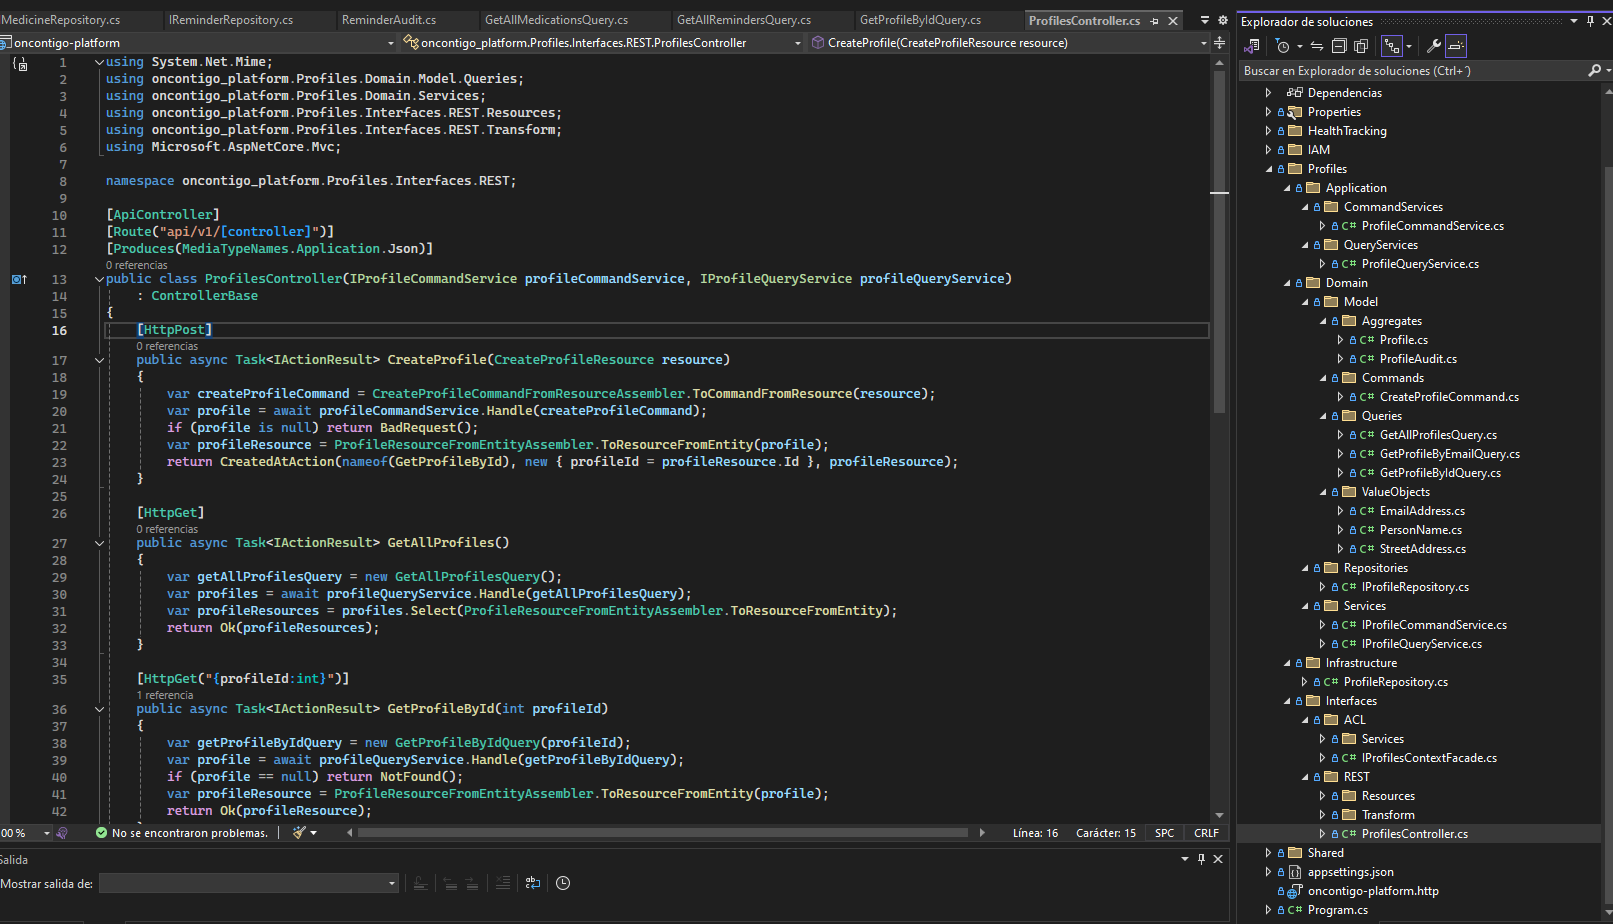 IMedicineRepository.cs
IReminderRepository.cs
ReminderAudit.cs
GetAllMedicationsQuery.cs
GetAllRemindersQuery.cs
GetProfileByIdQuery.cs
ProfilesController.cs
oncontigo-platform
oncontigo_platform.Profiles.Interfaces.REST.ProfilesController
CreateProfile(CreateProfileResource resource)
1 using System.Net.Mime;
2 using oncontigo_platform.Profiles.Domain.Model.Queries;
3 using oncontigo_platform.Profiles.Domain.Services;
4 using oncontigo_platform.Profiles.Interfaces.REST.Resources;
5 using oncontigo_platform.Profiles.Interfaces.REST.Transform;
6 using Microsoft.AspNetCore.Mvc;
7
8 namespace oncontigo_platform.Profiles.Interfaces.REST;
9
10 [ApiController]
11 [Route("api/v1/[controller]")]
12 [Produces(MediaTypeNames.Application.Json)]
0 referencias
13 public class ProfilesController(IProfileCommandService profileCommandService, IProfileQueryService profileQueryService)
14 : ControllerBase
15 {
16 [HttpPost]
0 referencias
17 public async Task<IActionResult> CreateProfile(CreateProfileResource resource)
18 {
19 var createProfileCommand = CreateProfileCommandFromResourceAssembler.ToCommandFromResource(resource);
20 var profile = await profileCommandService.Handle(createProfileCommand);
21 if (profile is null) return BadRequest();
22 var profileResource = ProfileResourceFromEntityAssembler.ToResourceFromEntity(profile);
23 return CreatedAtAction(nameof(GetProfileById), new { profileId = profileResource.Id }, profileResource);
24 }
25
26 [HttpGet]
0 referencias
27 public async Task<IActionResult> GetAllProfiles()
28 {
29 var getAllProfilesQuery = new GetAllProfilesQuery();
30 var profiles = await profileQueryService.Handle(getAllProfilesQuery);
31 var profileResources = profiles.Select(ProfileResourceFromEntityAssembler.ToResourceFromEntity);
32 return Ok(profileResources);
33 }
34
35 [HttpGet("{profileId:int}")]
1 referencia
36 public async Task<IActionResult> GetProfileById(int profileId)
37 {
38 var getProfileByIdQuery = new GetProfileByIdQuery(profileId);
39 var profile = await profileQueryService.Handle(getProfileByIdQuery);
40 if (profile == null) return NotFound();
41 var profileResource = ProfileResourceFromEntityAssembler.ToResourceFromEntity(profile);
42 return Ok(profileResource);
00 %
No se encontraron problemas.
Línea: 16
Carácter: 15
SPC
CRLF
Salida
Mostrar salida de:
Explorador de soluciones
Buscar en Explorador de soluciones (Ctrl+´)
Dependencias
Properties
HealthTracking
IAM
Profiles
Application
CommandServices
C# ProfileCommandService.cs
QueryServices
C# ProfileQueryService.cs
Domain
Model
Aggregates
C# Profile.cs
C# ProfileAudit.cs
Commands
C# CreateProfileCommand.cs
Queries
C# GetAllProfilesQuery.cs
C# GetProfileByEmailQuery.cs
C# GetProfileByIdQuery.cs
ValueObjects
C# EmailAddress.cs
C# PersonName.cs
C# StreetAddress.cs
Repositories
C# IProfileRepository.cs
Services
C# IProfileCommandService.cs
C# IProfileQueryService.cs
Infrastructure
C# ProfileRepository.cs
Interfaces
ACL
Services
C# IProfilesContextFacade.cs
REST
Resources
Transform
C# ProfilesController.cs
Shared
appsettings.json
oncontigo-platform.http
C# Program.cs